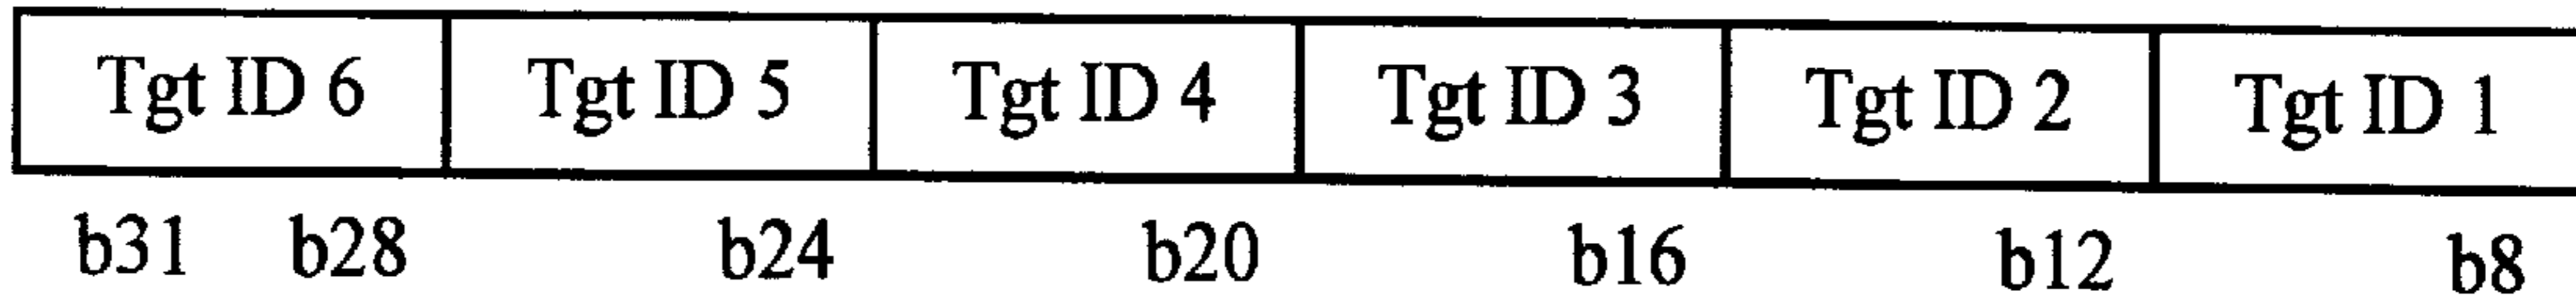 Tgt ID 6 Tgt ID 5 Tgt ID 4 Tgt ID 3 Tgt ID 2 Tgt ID 1
b31 b28 b24 b20 b16 b12 b8